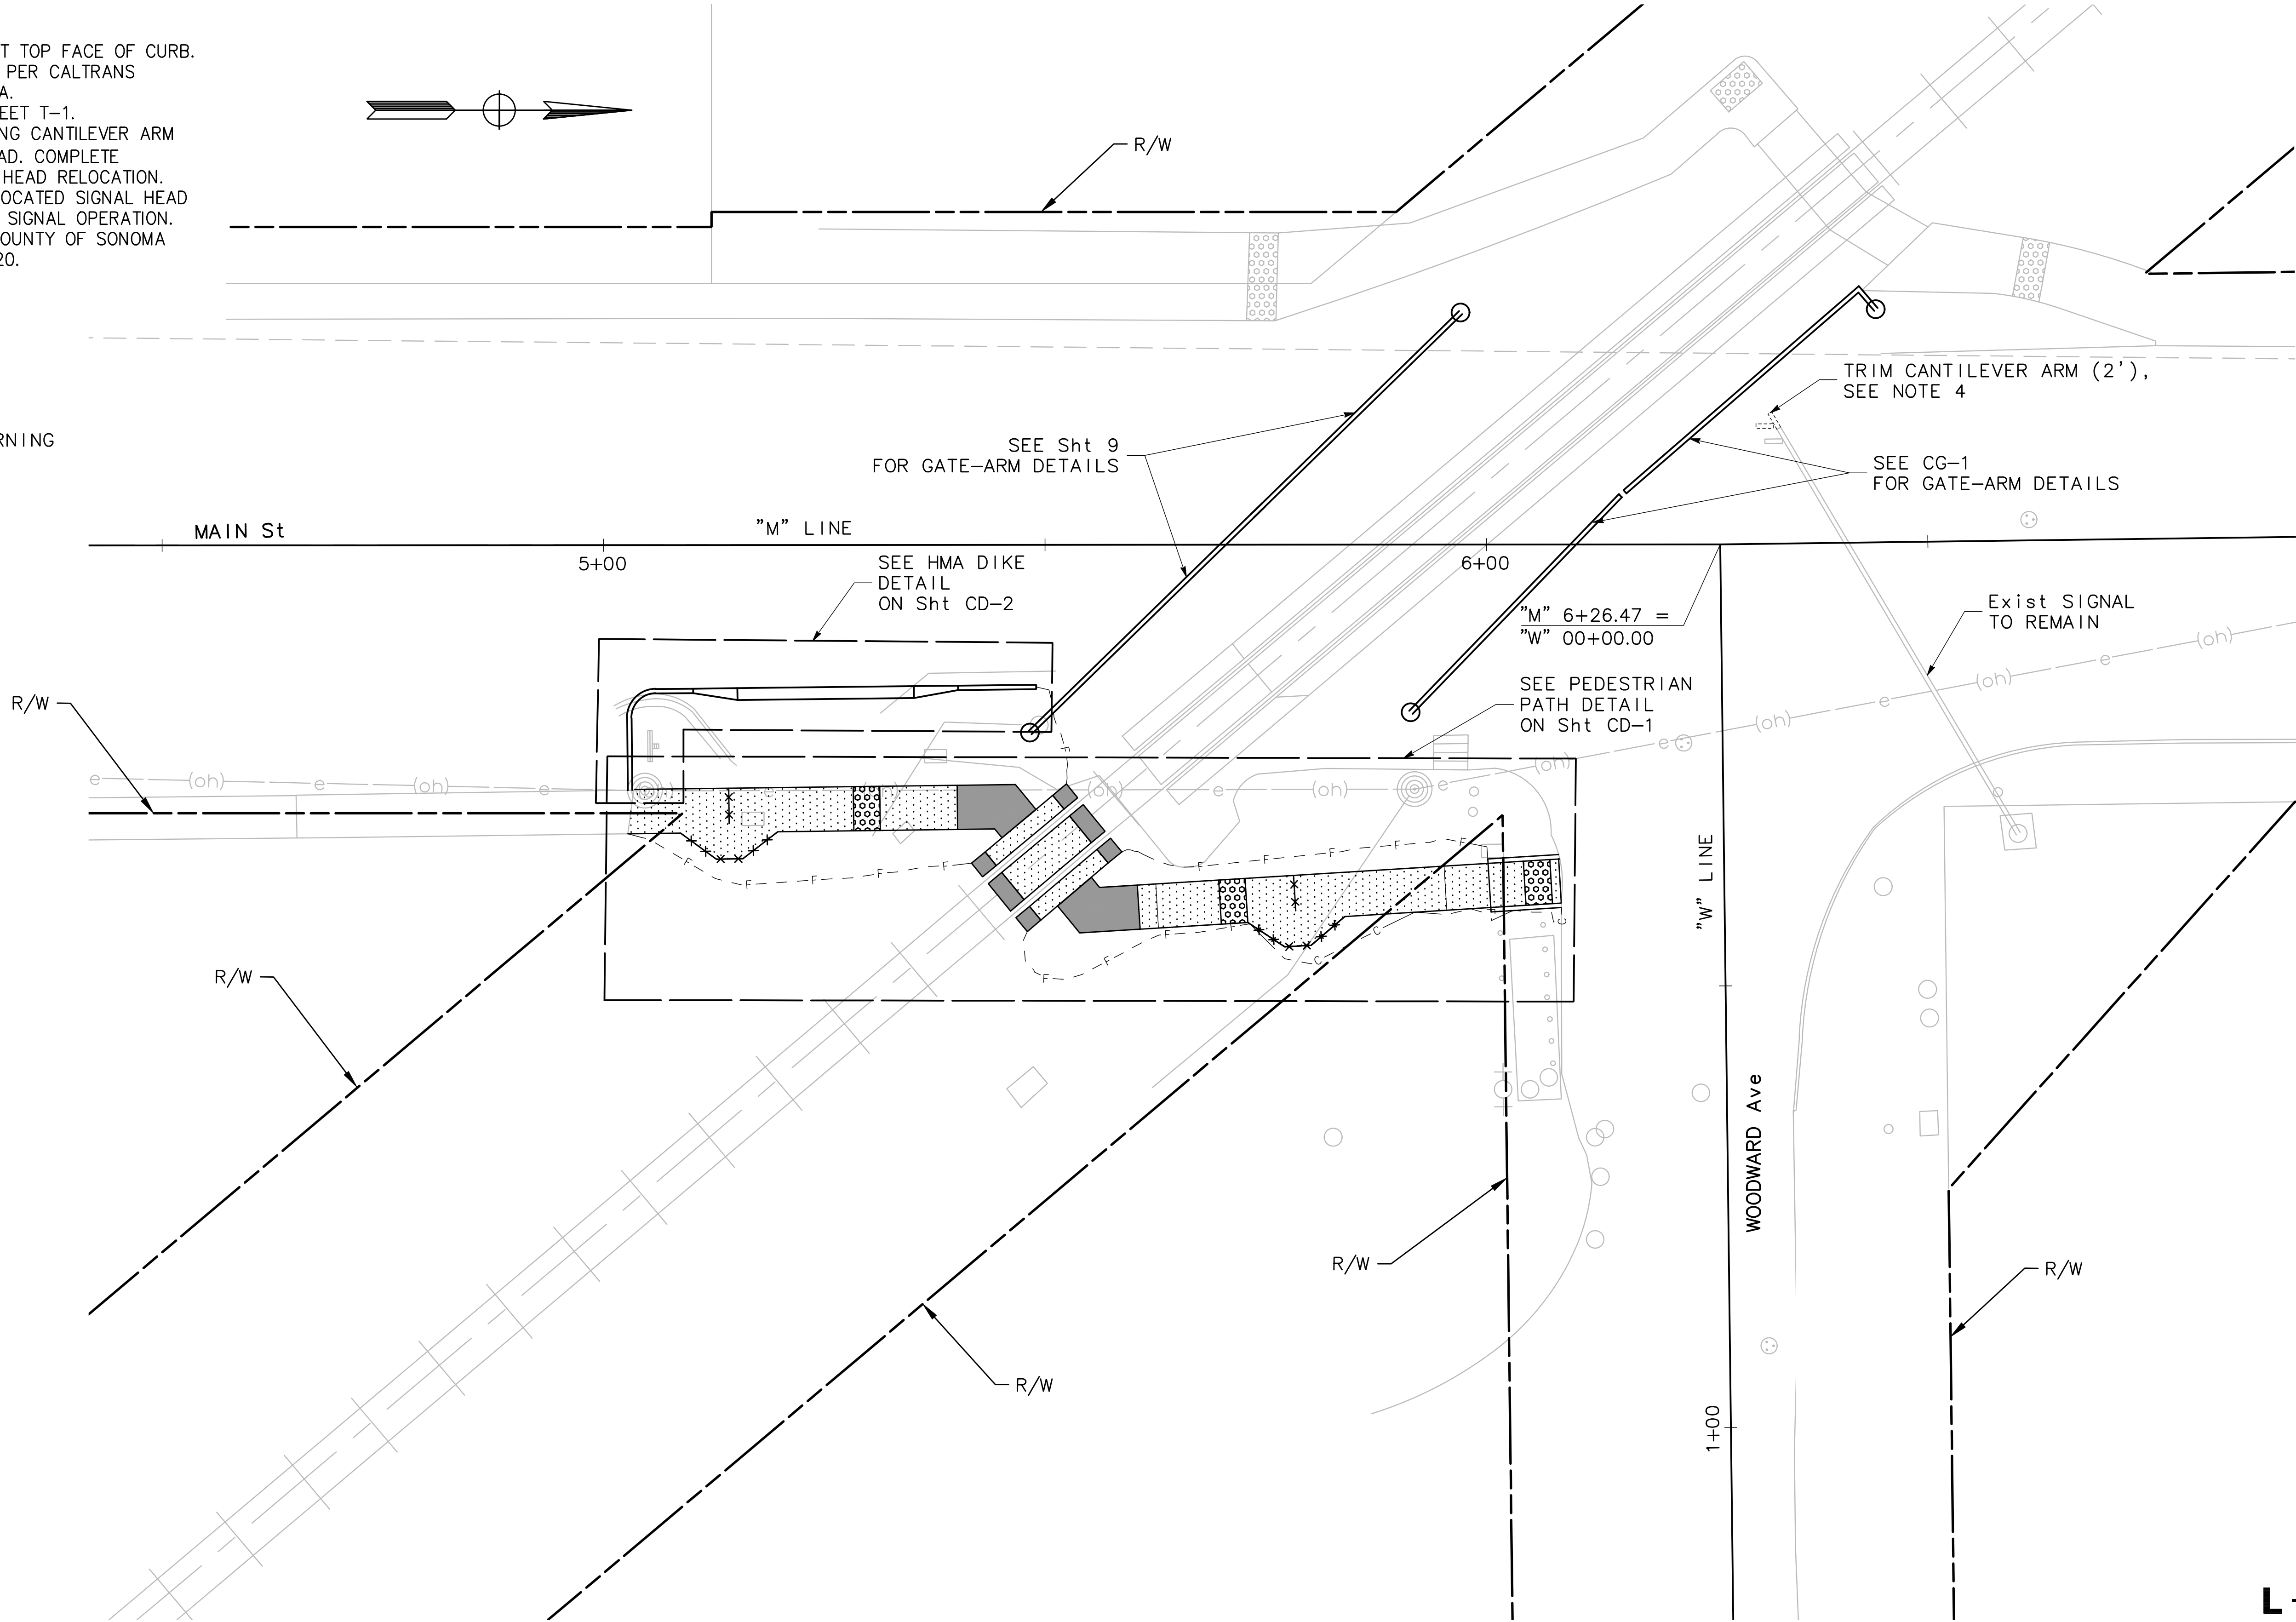 T TOP FACE OF CURB.
PER CALTRANS
A.
EET T-1.
NG CANTILEVER ARM
AD. COMPLETE
HEAD RELOCATION.
OCATED SIGNAL HEAD
SIGNAL OPERATION.
OUNTY OF SONOMA
20.
RNING
R/W
TRIM CANTILEVER ARM (2'),
SEE NOTE 4
SEE Sht 9
FOR GATE-ARM DETAILS
SEE CG-1
FOR GATE-ARM DETAILS
MAIN St
"M" LINE
5+00
6+00
SEE HMA DIKE
DETAIL
ON Sht CD-2
"M" 6+26.47 =
"W" 00+00.00
Exist SIGNAL
TO REMAIN
SEE PEDESTRIAN
PATH DETAIL
ON Sht CD-1
R/W
e (oh) e (oh) e (oh) e (oh) e (oh) e (oh) e (oh) e (oh)
F F F F F F F F F F F F F F F F
C C C
"W" LINE
R/W
WOODWARD Ave
R/W
R/W
R/W
1+00
L-